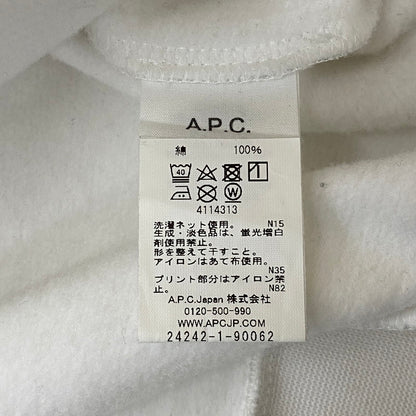 A.P.C.
綿 100%
40
4114313
洗濯ネット使用。 N15
生成・淡色品は、蛍光増白
剤使用禁止。
形を整えて干すこと。
アイロンはあて布使用。
N35
プリント部分はアイロン禁
止。 N82
A.P.C.Japan 株式会社
0120-500-990
WWW.APCJP.COM
24242-1-90062